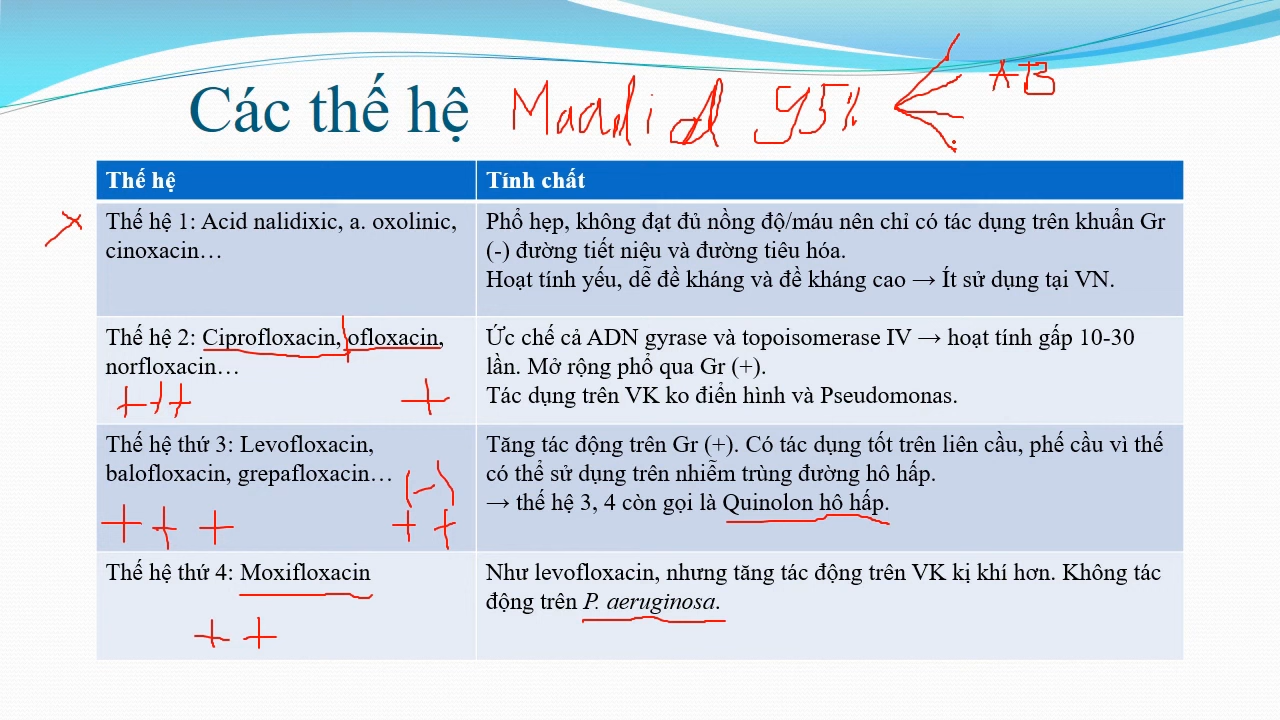 Các thế hệ
95%
AB
Thế hệ
Tính chất
Thế hệ 1: Acid nalidixic, a. oxolinic,
cinoxacin…
Phổ hẹp, không đạt đủ nồng độ/máu nên chỉ có tác dụng trên khuẩn Gr
(-) đường tiết niệu và đường tiêu hóa.
Hoạt tính yếu, dễ đề kháng và đề kháng cao → Ít sử dụng tại VN.
Thế hệ 2: Ciprofloxacin, ofloxacin,
norfloxacin…
+++ +
Ức chế cả ADN gyrase và topoisomerase IV → hoạt tính gấp 10-30
lần. Mở rộng phổ qua Gr (+).
Tác dụng trên VK ko điển hình và Pseudomonas.
Thế hệ thứ 3: Levofloxacin,
balofloxacin, grepafloxacin…
(-)
+ + + + +
Tăng tác động trên Gr (+). Có tác dụng tốt trên liên cầu, phế cầu vì thế
có thể sử dụng trên nhiễm trùng đường hô hấp.
→ thế hệ 3, 4 còn gọi là Quinolon hô hấp.
Thế hệ thứ 4: Moxifloxacin
+ +
Như levofloxacin, nhưng tăng tác động trên VK kị khí hơn. Không tác
động trên P. aeruginosa.